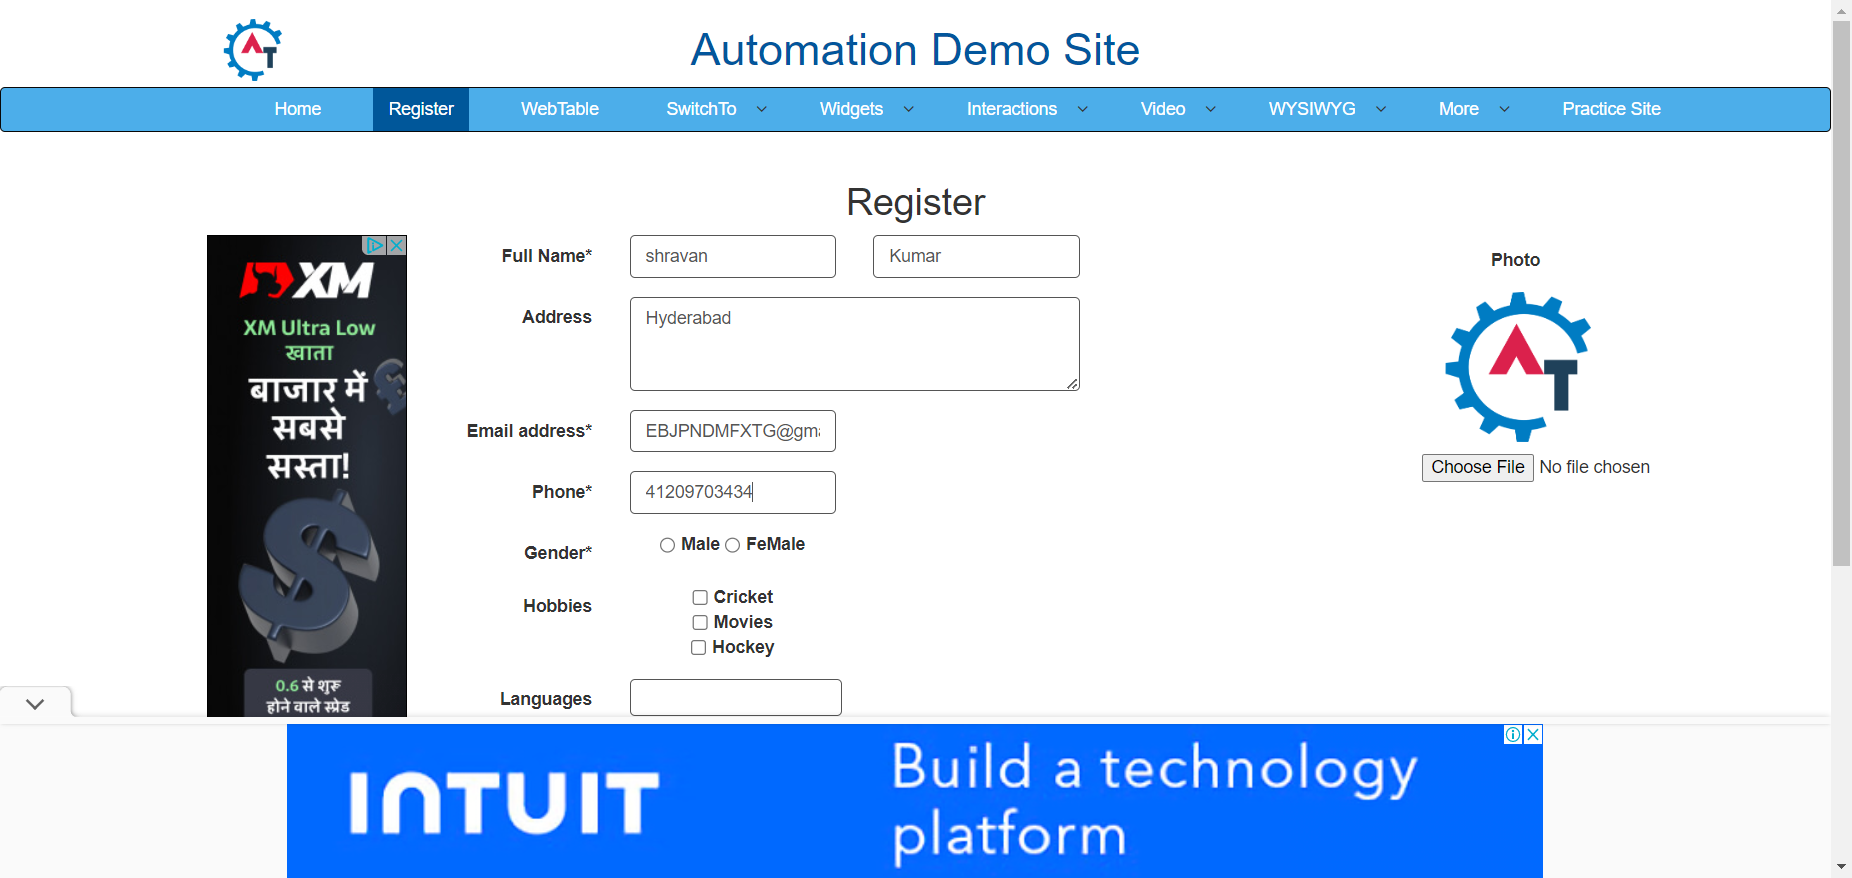 AT
Automation Demo Site
Home Register WebTable SwitchTo Widgets Interactions Video WYSIWYG More Practice Site
Register
XM
XM Ultra Low
खाता
बाजार में
सबसे
सस्ता!
0.6 से शुरू
होने वाले स्प्रेड
Full Name* shravan Kumar
Address Hyderabad
Email address* EBJPNDMFXTG@gma
Phone* 41209703434
Gender* Male FeMale
Hobbies Cricket
Movies
Hockey
Languages
Photo
AT
Choose File No file chosen
INTUIT
Build a technology
platform